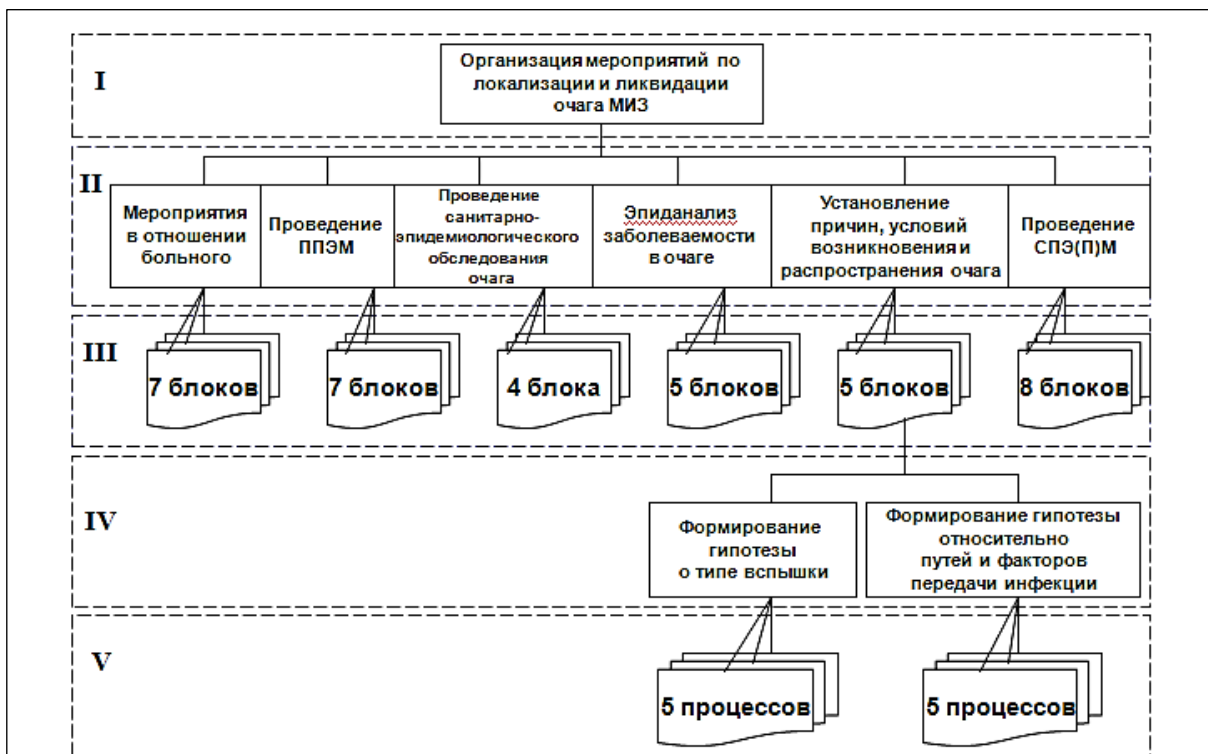 I
Организация мероприятий по
локализации и ликвидации
очага МИЗ
II
Мероприятия
в отношении
больного
Проведение
ППЭМ
Проведение
санитарно-
эпидемиологического
обследования
очага
Эпиданализ
заболеваемости
в очаге
Установление
причин, условий
возникновения и
распространения очага
Проведение
СПЭ(П)М
III
7 блоков
7 блоков
4 блока
5 блоков
5 блоков
8 блоков
IV
Формирование
гипотезы
о типе вспышки
Формирование гипотезы
относительно
путей и факторов
передачи инфекции
V
5 процессов
5 процессов